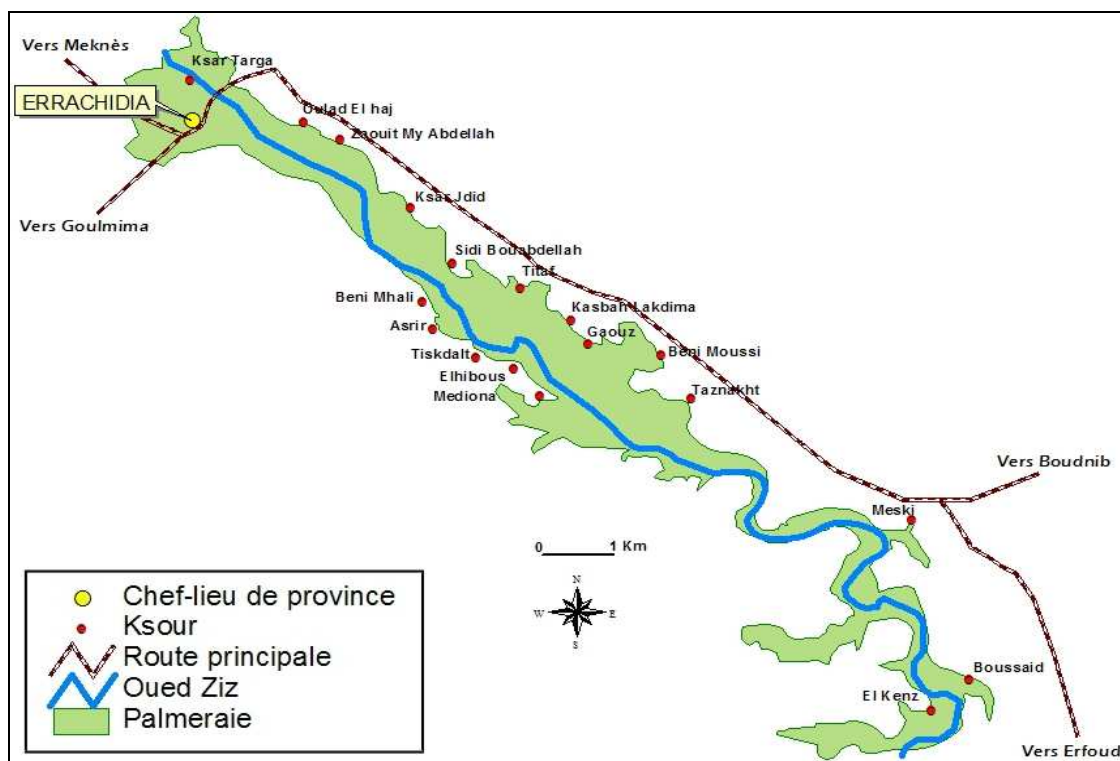 Vers Meknès
Ksar Targa
ERRACHIDIA
Oulad El haj
Zaouit My Abdellah
Ksar Jdid
Vers Goulmima
Sidi Bouabdellah
Titaf
Beni Mhali
Kasbah Lakdima
Asrir
Gaouz
Tiskdalt
Beni Moussi
Elhibous
Mediona
Taznakht
Vers Boudnib
Meski
0 1 Km
N
W E
S
Chef-lieu de province
Ksour
Route principale
Oued Ziz
Palmeraie
Boussaid
El Kenz
Vers Erfoud